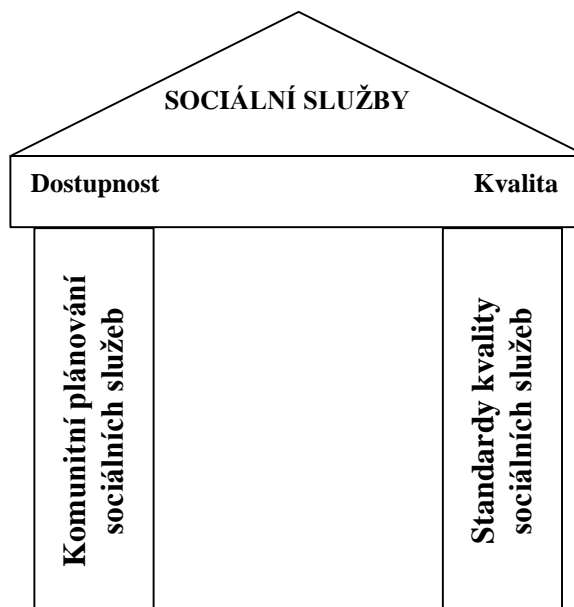 SOCIÁLNÍ SLUŽBY
Dostupnost
Kvalita
Komunitní plánování
sociálních služeb
Standardy kvality
sociálních služeb